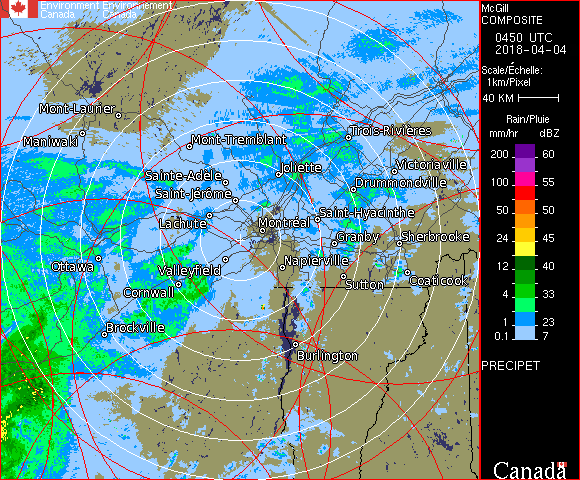 Environment Environnement
Canada Canada
McGill
COMPOSITE
0450 UTC
2018-04-04
Scale/Échelle:
1km/Pixel
40 KM
Rain/Pluie
mm/hr dBZ
200 60
100 55
50 50
24 45
12 40
4 33
1 23
0.1 7
PRECIPET
Canada
Mont-Laurier
Maniwaki
Mont-Tremblant
Trois-Rivières
Joliette
Victoriaville
Sainte-Adèle
Drummondville
Saint-Jérôme
Saint-Hyacinthe
Lachute
Montréal
Granby
Sherbrooke
Ottawa
Valleyfield
Napierville
Coaticook
Sutton
Cornwall
Brockville
Burlington